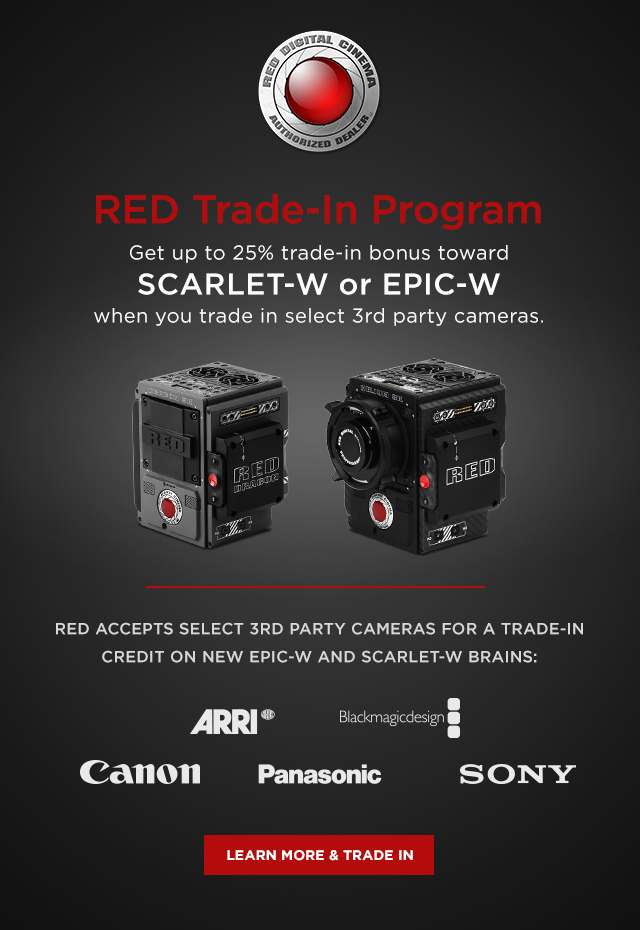 RED DIGITAL CINEMA
AUTHORIZED DEALER
RED Trade-In Program
Get up to 25% trade-in bonus toward
SCARLET-W or EPIC-W
when you trade in select 3rd party cameras.
HELIUM 8K
RED
RED
RED
DRAGON
RED ACCEPTS SELECT 3RD PARTY CAMERAS FOR A TRADE-IN
CREDIT ON NEW EPIC-W AND SCARLET-W BRAINS:
ARRI
Blackmagicdesign
Canon
Panasonic
SONY
LEARN MORE & TRADE IN